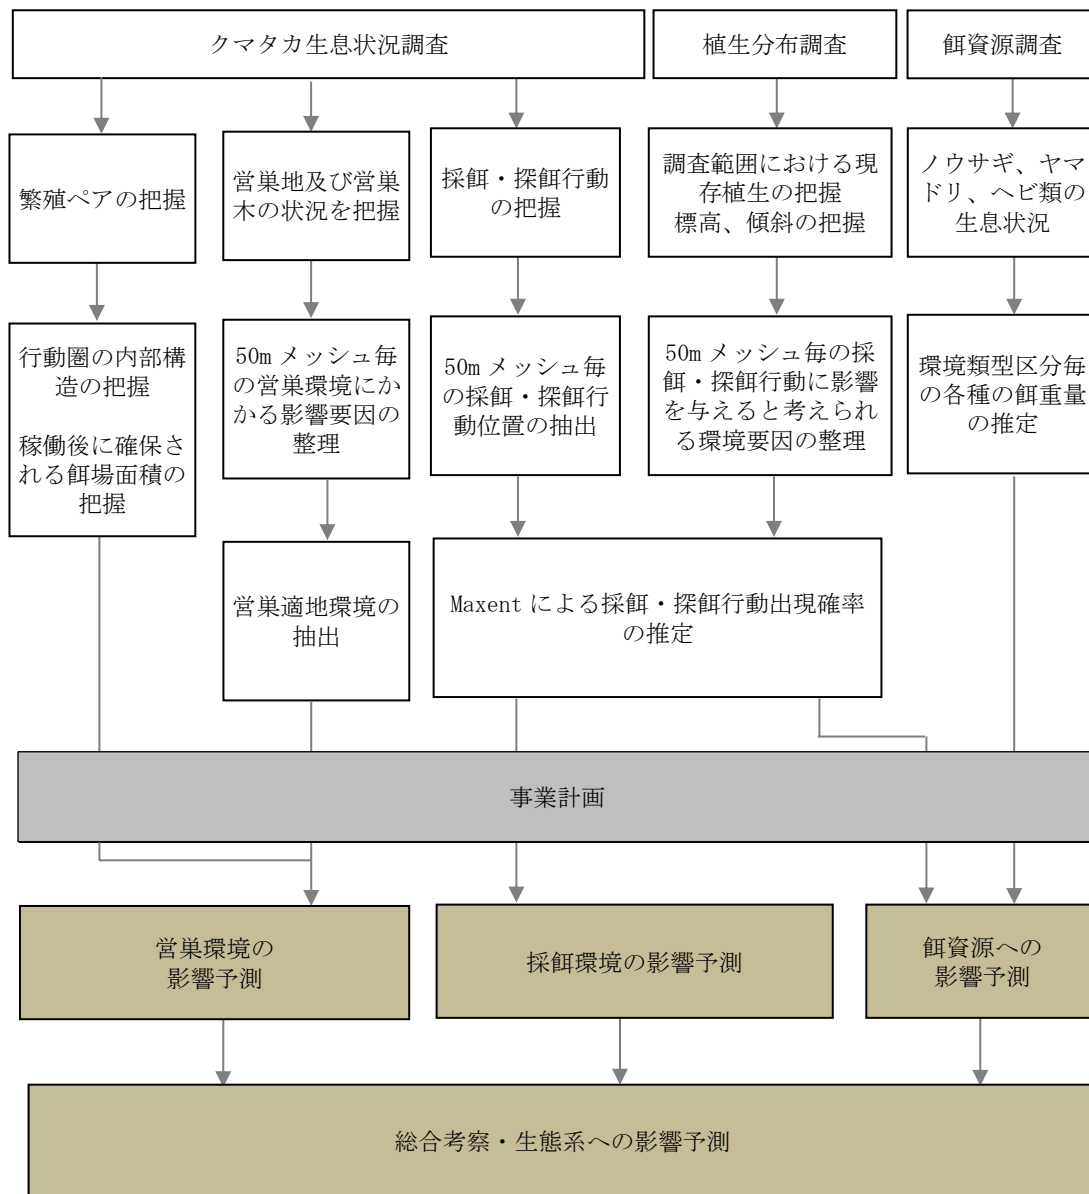 クマタカ生息状況調査
植生分布調査
餌資源調査
繁殖ペアの把握
営巣地及び営巣
木の状況を把握
採餌・探餌行動
の把握
調査範囲における現
存植生の把握
標高、傾斜の把握
ノウサギ、ヤマ
ドリ、ヘビ類の
生息状況
行動圏の内部構
造の把握
稼働後に確保さ
れる餌場面積の
把握
50m メッシュ毎
の営巣環境にか
かる影響要因の
整理
50m メッシュ毎
の採餌・探餌行
動位置の抽出
50m メッシュ毎の採
餌・探餌行動に影響
を与えると考えられ
る環境要因の整理
環境類型区分毎
の各種の餌重量
の推定
営巣適地環境の
抽出
Maxent による採餌・探餌行動出現確率
の推定
事業計画
営巣環境の
影響予測
採餌環境の影響予測
餌資源への
影響予測
総合考察・生態系への影響予測